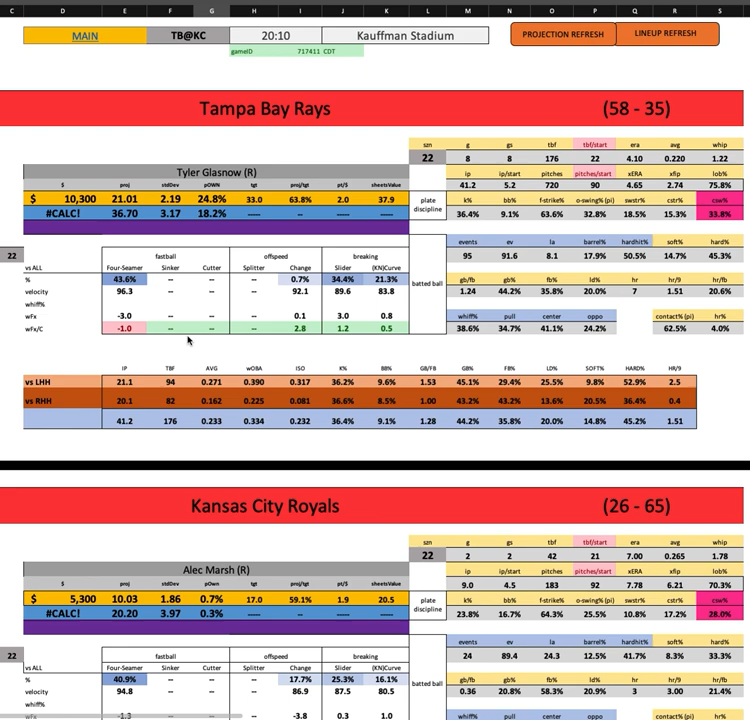 C D E F G H I J K L M N O P Q R S
MAIN TB@KC 20:10 Kauffman Stadium PROJECTION REFRESH LINEUP REFRESH
gameID 717411 CDT
Tampa Bay Rays (58 - 35)
szn g gs tbf tbf/start era avg whip
22 8 8 176 22 4.10 0.220 1.22
Tyler Glasnow (R) ip ip/start pitches pitches/start xERA xfip lob%
$ proj stdDev pOWN tgt proj/tgt pt/$ sheetsValue 41.2 5.2 720 90 4.65 2.74 75.8%
$ 10,300 21.01 2.19 24.8% 33.0 63.8% 2.0 37.9 plate discipline k% bb% f-strike% o-swing% (pi) swstr% cstr% csw%
#CALC! 36.70 3.17 18.2% ---- -- ---- 36.4% 9.1% 63.6% 32.8% 18.5% 15.3% 33.8%
events ev la barrel% hardhit% soft% hard%
22 fastball offspeed breaking 95 91.6 8.1 17.9% 50.5% 14.7% 45.3%
vs ALL Four-Seamer Sinker Cutter Splitter Change Slider (KN)Curve batted ball
% 43.6% -- -- -- 0.7% 34.4% 21.3% gb/fb gb% fb% ld% hr hr/9 hr/fb
velocity 96.3 -- -- -- 92.1 89.6 83.8 1.24 44.2% 35.8% 20.0% 7 1.51 20.6%
whiff%
wFx -3.0 0.1 3.0 0.8 whiff% pull center oppo contact% (pi) hr%
wFx/C -1.0 -- -- -- 2.8 1.2 0.5 38.6% 34.7% 41.1% 24.2% 62.5% 4.0%
IP TBF AVG wOBA ISO K% BB% GB/FB GB% FB% LD% SOFT% HARD% HR/9
vs LHH 21.1 94 0.271 0.390 0.317 36.2% 9.6% 1.53 45.1% 29.4% 25.5% 9.8% 52.9% 2.5
vs RHH 20.1 82 0.162 0.225 0.081 36.6% 8.5% 1.00 43.2% 43.2% 13.6% 20.5% 36.4% 0.4
41.2 176 0.233 0.334 0.232 36.4% 9.1% 1.28 44.2% 35.8% 20.0% 14.8% 45.2% 1.51
Kansas City Royals (26 - 65)
szn g gs tbf tbf/start era avg whip
22 2 2 42 21 7.00 0.265 1.78
Alec Marsh (R) ip ip/start pitches pitches/start xERA xfip lob%
$ proj stdDev pOwn tgt proj/tgt pt/$ sheetsValue 9.0 4.5 183 92 7.78 6.21 70.3%
$ 5,300 10.03 1.86 0.7% 17.0 59.1% 1.9 20.5 plate discipline k% bb% f-strike% o-swing% (pi) swstr% cstr% csw%
#CALC! 20.20 3.97 0.3% ---- -- ---- 23.8% 16.7% 64.3% 25.5% 10.8% 17.2% 28.0%
events ev la barrel% hardhit% soft% hard%
22 fastball offspeed breaking 24 89.4 24.3 12.5% 41.7% 8.3% 33.3%
vs ALL Four-Seamer Sinker Cutter Splitter Change Slider (KN)Curve batted ball
% 40.9% -- -- -- 17.7% 25.3% 16.1% gb/fb gb% fb% ld% hr hr/9 hr/fb
velocity 94.8 -- -- -- 86.9 87.5 80.5 0.36 20.8% 58.3% 20.9% 3 3.00 21.4%
whiff%
wFx -1.3 -3.8 0.3 1.0 whiff% pull center oppo contact% (pi) hr%